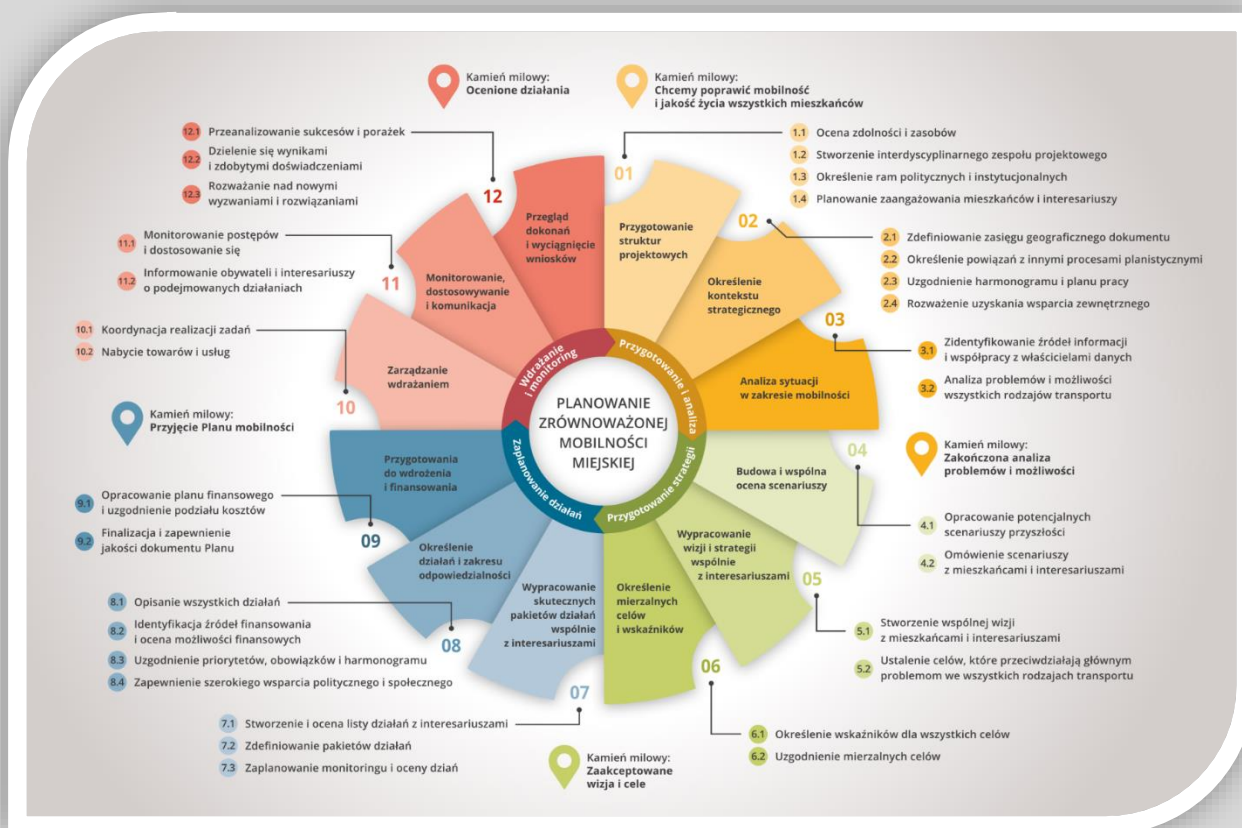 PLANOWANIE
ZRÓWNOWAŻONEJ
MOBILNOŚCI
MIEJSKIEJ
Przygotowanie i analiza
Przygotowanie strategii
Zaplanowanie działań
Wdrażanie
i monitoring
Kamień milowy:
Chcemy poprawić mobilność
i jakość życia wszystkich mieszkańców
01
Przygotowanie
struktur
projektowych
1.1 Ocena zdolności i zasobów
1.2 Stworzenie interdyscyplinarnego zespołu projektowego
1.3 Określenie ram politycznych i instytucjonalnych
1.4 Planowanie zaangażowania mieszkańców i interesariuszy
02
Określenie
kontekstu
strategicznego
2.1 Zdefiniowanie zasięgu geograficznego dokumentu
2.2 Określenie powiązań z innymi procesami planistycznymi
2.3 Uzgodnienie harmonogramu i planu pracy
2.4 Rozważenie uzyskania wsparcia zewnętrznego
03
Analiza sytuacji
w zakresie mobilności
3.1 Zidentyfikowanie źródeł informacji
i współpracy z właścicielami danych
3.2 Analiza problemów i możliwości
wszystkich rodzajów transportu
Kamień milowy:
Zakończona analiza
problemów i możliwości
04
Budowa i wspólna
ocena scenariuszy
4.1 Opracowanie potencjalnych
scenariuszy przyszłości
4.2 Omówienie scenariuszy
z mieszkańcami i interesariuszami
05
Wypracowanie
wizji i strategii
wspólnie
z interesariuszami
5.1 Stworzenie wspólnej wizji
z mieszkańcami i interesariuszami
5.2 Ustalenie celów, które przeciwdziałają głównym
problemom we wszystkich rodzajach transportu
06
Określenie
mierzalnych
celów
i wskaźników
6.1 Określenie wskaźników dla wszystkich celów
6.2 Uzgodnienie mierzalnych celów
Kamień milowy:
Zaakceptowane
wizja i cele
07
Wypracowanie
skutecznych
pakietów działań
wspólnie
z interesariuszami
7.1 Stworzenie i ocena listy działań z interesariuszami
7.2 Zdefiniowanie pakietów działań
7.3 Zaplanowanie monitoringu i oceny dziań
08
Określenie
działań i zakresu
odpowiedzialności
8.1 Opisanie wszystkich działań
8.2 Identyfikacja źródeł finansowania
i ocena możliwości finansowych
8.3 Uzgodnienie priorytetów, obowiązków i harmonogramu
8.4 Zapewnienie szerokiego wsparcia politycznego i społecznego
09
Przygotowania
do wdrożenia
i finansowania
9.1 Opracowanie planu finansowego
i uzgodnienie podziału kosztów
9.2 Finalizacja i zapewnienie
jakości dokumentu Planu
Kamień milowy:
Przyjęcie Planu mobilności
10
Zarządzanie
wdrażaniem
10.1 Koordynacja realizacji zadań
10.2 Nabycie towarów i usług
11
Monitorowanie,
dostosowywanie
i komunikacja
11.1 Monitorowanie postępów
i dostosowanie się
11.2 Informowanie obywateli i interesariuszy
o podejmowanych działaniach
12
Przegląd
dokonań
i wyciągnięcie
wniosków
12.1 Przeanalizowanie sukcesów i porażek
12.2 Dzielenie się wynikami
i zdobytymi doświadczeniami
12.3 Rozważanie nad nowymi
wyzwaniami i rozwiązaniami
Kamień milowy:
Ocenione działania